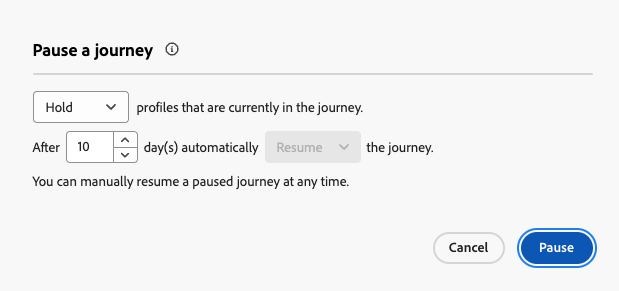 Pause a journey
Hold profiles that are currently in the journey.
After 10 day(s) automatically Resume the journey.
You can manually resume a paused journey at any time.
Cancel Pause